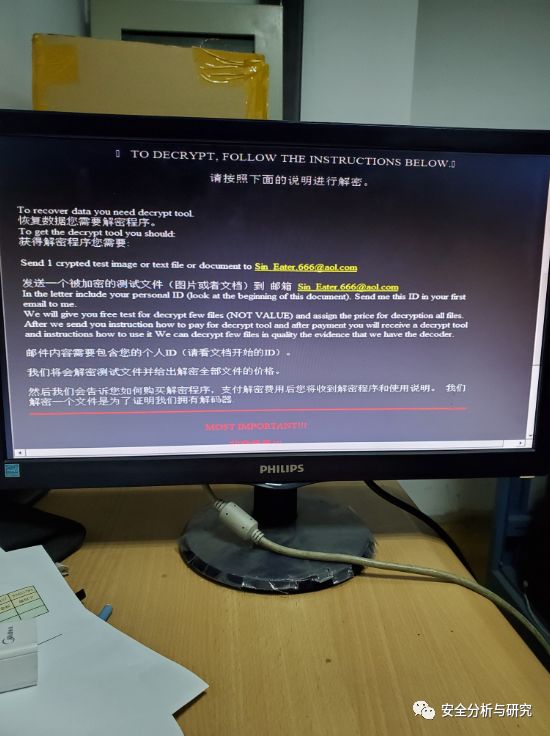 TO DECRYPT, FOLLOW THE INSTRUCTIONS BELOW.
请按照下面的说明进行解密。
To recover data you need decrypt tool.
恢复数据您需要解密程序。
To get the decrypt tool you should:
获得解密程序您需要:
Send 1 crypted test image or text file or document to Sin_Eater.666@aol.com
发送一个被加密的测试文件（图片或者文档）到 邮箱 Sin_Eater.666@aol.com
In the letter include your personal ID (look at the beginning of this document). Send me this ID in your first
email to me.
We will give you free test for decrypt few files (NOT VALUE) and assign the price for decryption all files.
After we send you instruction how to pay for decrypt tool and after payment you will receive a decrypt tool
and instructions how to use it We can decrypt few files in quality the evidence that we have the decoder.
邮件内容需要包含您的个人ID（请看文档开始的ID）。
我们将会解密测试文件并给出解密全部文件的价格。
然后我们会告诉您如何购买解密程序，支付解密费用后您将收到解密程序和使用说明。 我们
解密一个文件是为了证明我们拥有解码器.
MOST IMPORTANT!!!
PHILIPS
Midea
安全分析与研究